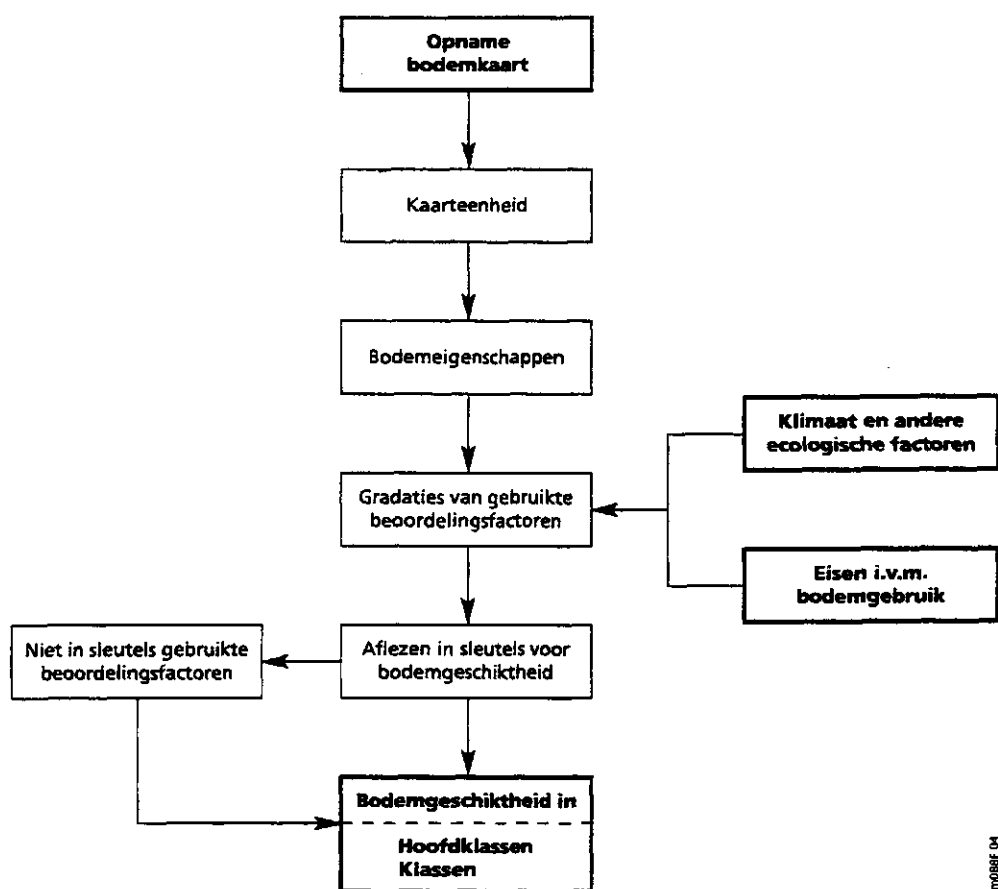 Opname
bodemkaart
Kaarteenheid
Bodemeigenschappen
Klimaat en andere
ecologische factoren
Gradaties van gebruikte
beoordelingsfactoren
Eisen i.v.m.
bodemgebruik
Niet in sleutels gebruikte
beoordelingsfactoren
Aflezen in sleutels voor
bodemgeschiktheid
Bodemgeschiktheid in
Hoofdklassen
Klassen